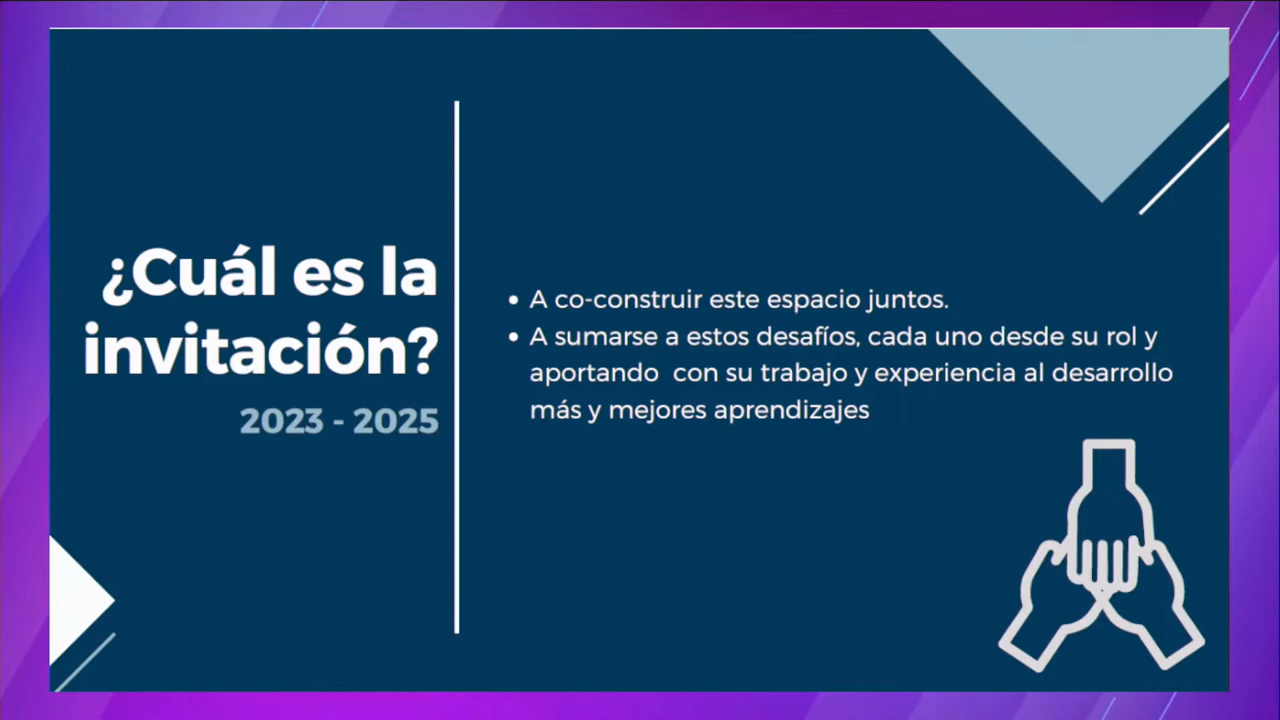 ¿Cuál es la
invitación?
2023 - 2025
• A co-construir este espacio juntos.
• A sumarse a estos desafíos, cada uno desde su rol y
aportando  con su trabajo y experiencia al desarrollo
más y mejores aprendizajes